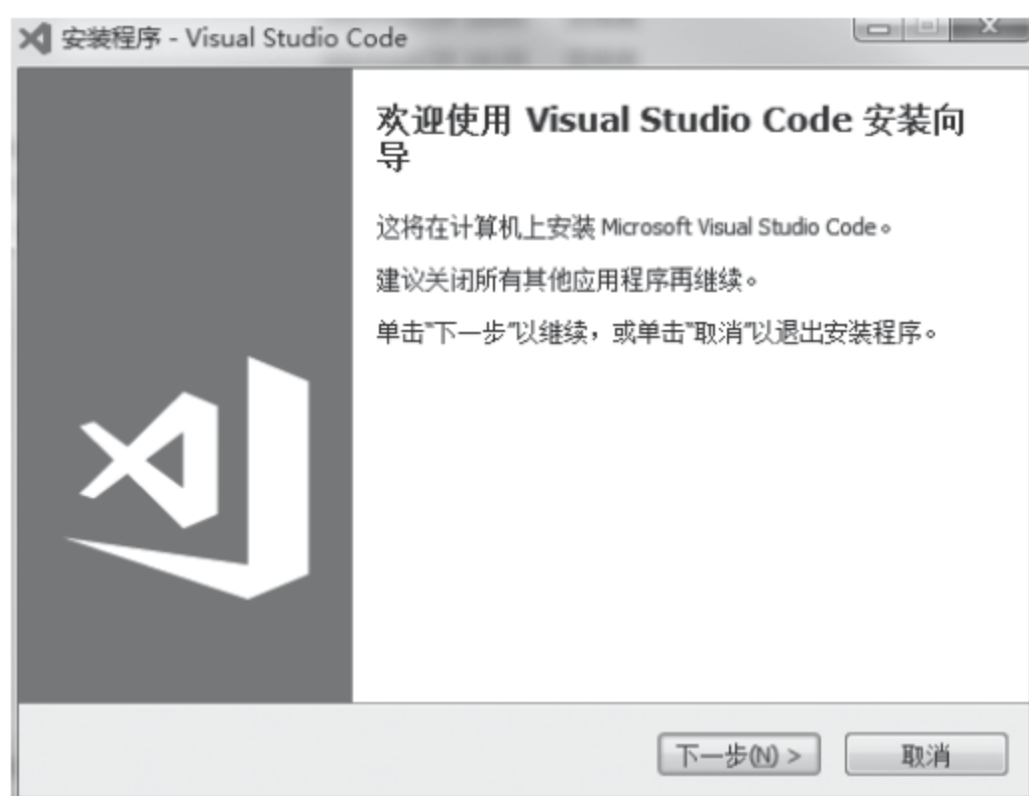 安装程序 - Visual Studio Code
欢迎使用 Visual Studio Code 安装向
导
这将在计算机上安装 Microsoft Visual Studio Code。
建议关闭所有其他应用程序再继续。
单击“下一步”以继续，或单击“取消”以退出安装程序。
下一步(N) >
取消